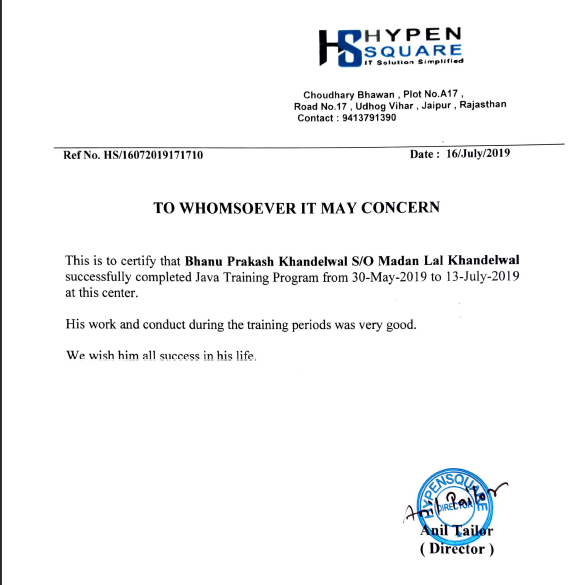 HS HYPEN
SQUARE
IT Solution Simplified
Choudhary Bhawan , Plot No.A17 ,
Road No.17 , Udhog Vihar , Jaipur , Rajasthan
Contact : 9413791390
Ref No. HS/16072019171710 Date : 16/July/2019
TO WHOMSOEVER IT MAY CONCERN
This is to certify that Bhanu Prakash Khandelwal S/O Madan Lal Khandelwal
successfully completed Java Training Program from 30-May-2019 to 13-July-2019
at this center.
His work and conduct during the training periods was very good.
We wish him all success in his life.
HYPENSQUARE
DIRECTOR
Anil Tailor
Anil Tailor
( Director )